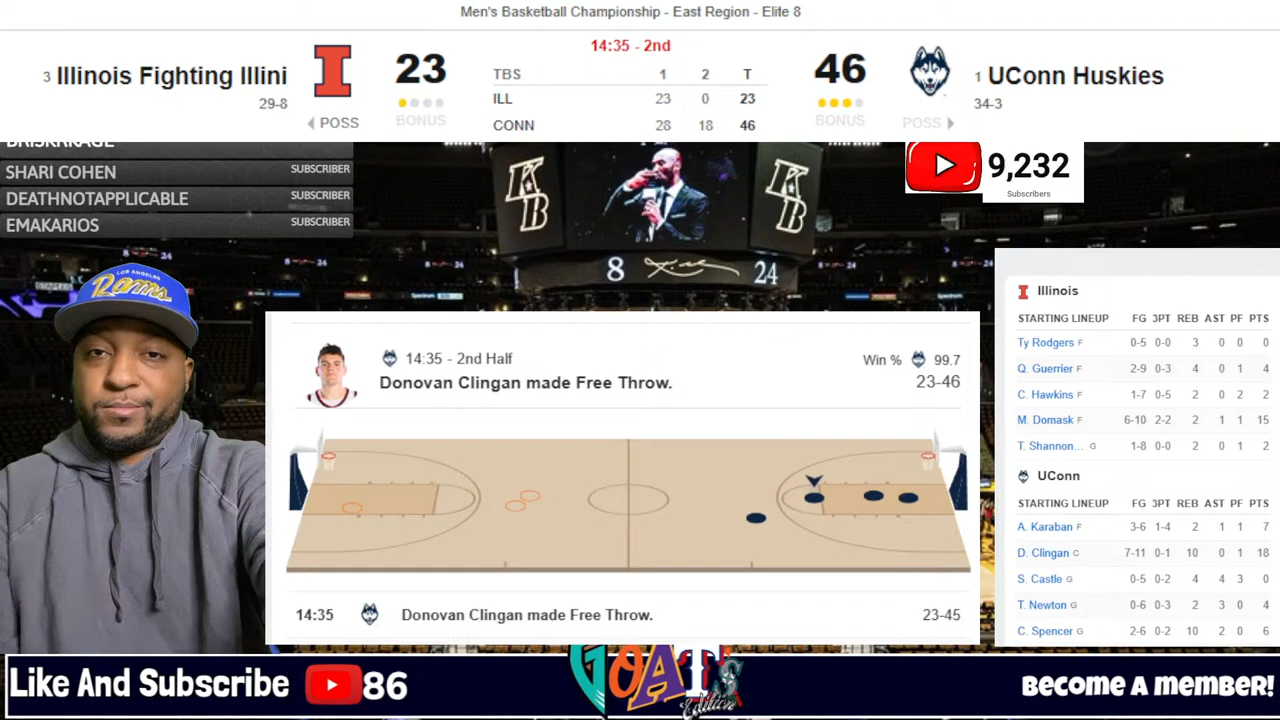 Men's Basketball Championship - East Region - Elite 8
3 Illinois Fighting Illini
29-8
POSS
23
BONUS
14:35 - 2nd
TBS 1 2 T
ILL 23 0 23
CONN 28 18 46
46
BONUS
1 UConn Huskies
34-3
POSS
SHARI COHEN SUBSCRIBER
DEATHNOTAPPLICABLE SUBSCRIBER
EMAKARIOS SUBSCRIBER
9,232
Subscribers
K B
K B
8 24
LOS ANGELES
Rams
14:35 - 2nd Half
Donovan Clingan made Free Throw.
Win % 99.7
23-46
14:35 Donovan Clingan made Free Throw. 23-45
Illinois
STARTING LINEUP FG 3PT REB AST PF PTS
Ty Rodgers F 0-5 0-0 3 0 0 0
Q. Guerrier F 2-9 0-3 4 0 1 4
C. Hawkins F 1-7 0-5 2 0 2 2
M. Domask F 6-10 2-2 2 1 1 15
T. Shannon... G 1-8 0-0 2 0 1 2
UConn
STARTING LINEUP FG 3PT REB AST PF PTS
A. Karaban F 3-6 1-4 2 1 1 7
D. Clingan C 7-11 0-1 10 0 1 18
S. Castle G 0-5 0-2 4 4 3 0
T. Newton G 0-6 0-3 2 3 0 4
C. Spencer G 2-6 0-2 10 2 0 6
Like And Subscribe 86
GOATS
Edition
Become a member!